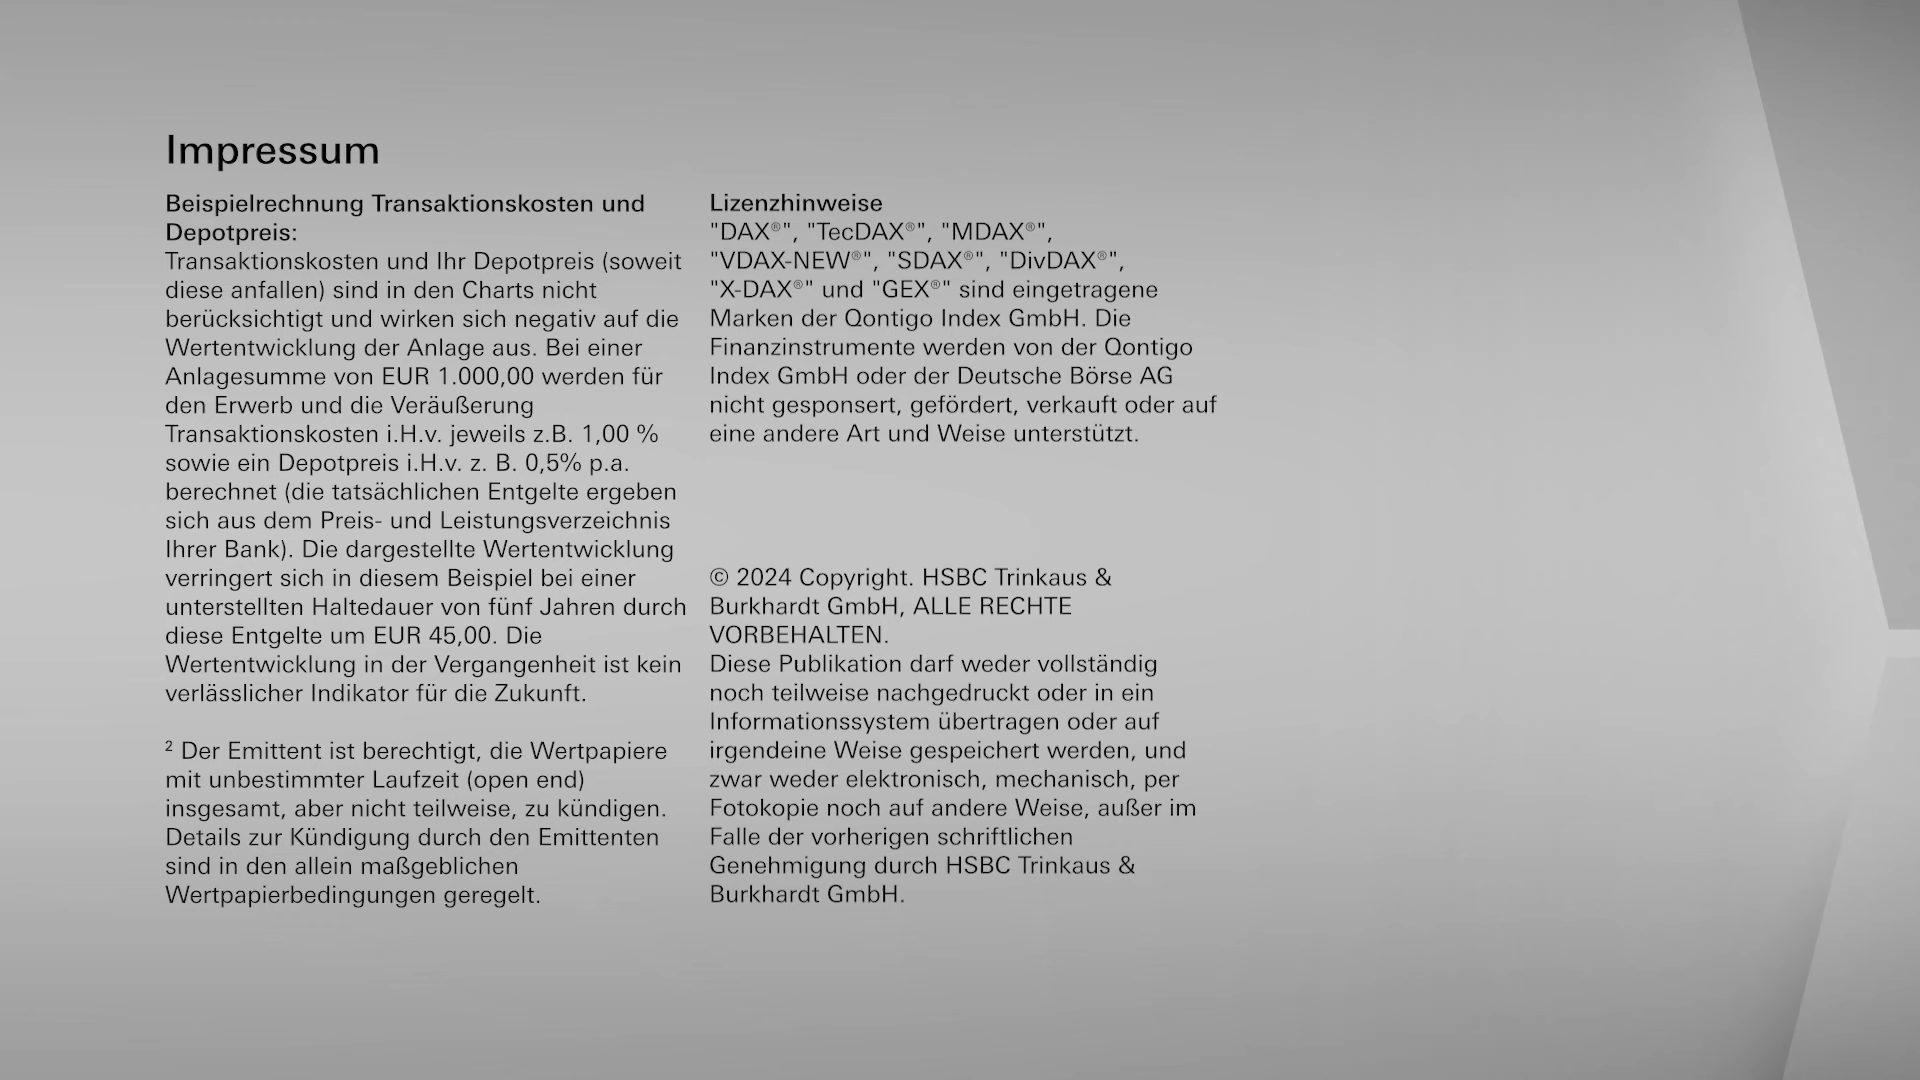 Impressum
Beispielrechnung Transaktionskosten und
Depotpreis:
Transaktionskosten und Ihr Depotpreis (soweit
diese anfallen) sind in den Charts nicht
berücksichtigt und wirken sich negativ auf die
Wertentwicklung der Anlage aus. Bei einer
Anlagesumme von EUR 1.000,00 werden für
den Erwerb und die Veräußerung
Transaktionskosten i.H.v. jeweils z.B. 1,00 %
sowie ein Depotpreis i.H.v. z. B. 0,5% p.a.
berechnet (die tatsächlichen Entgelte ergeben
sich aus dem Preis- und Leistungsverzeichnis
Ihrer Bank). Die dargestellte Wertentwicklung
verringert sich in diesem Beispiel bei einer
unterstellten Haltedauer von fünf Jahren durch
diese Entgelte um EUR 45,00. Die
Wertentwicklung in der Vergangenheit ist kein
verlässlicher Indikator für die Zukunft.
² Der Emittent ist berechtigt, die Wertpapiere
mit unbestimmter Laufzeit (open end)
insgesamt, aber nicht teilweise, zu kündigen.
Details zur Kündigung durch den Emittenten
sind in den allein maßgeblichen
Wertpapierbedingungen geregelt.
Lizenzhinweise
"DAX®", "TecDAX®", "MDAX®",
"VDAX-NEW®", "SDAX®", "DivDAX®",
"X-DAX®" und "GEX®" sind eingetragene
Marken der Qontigo Index GmbH. Die
Finanzinstrumente werden von der Qontigo
Index GmbH oder der Deutsche Börse AG
nicht gesponsert, gefördert, verkauft oder auf
eine andere Art und Weise unterstützt.
© 2024 Copyright. HSBC Trinkaus &
Burkhardt GmbH, ALLE RECHTE
VORBEHALTEN.
Diese Publikation darf weder vollständig
noch teilweise nachgedruckt oder in ein
Informationssystem übertragen oder auf
irgendeine Weise gespeichert werden, und
zwar weder elektronisch, mechanisch, per
Fotokopie noch auf andere Weise, außer im
Falle der vorherigen schriftlichen
Genehmigung durch HSBC Trinkaus &
Burkhardt GmbH.